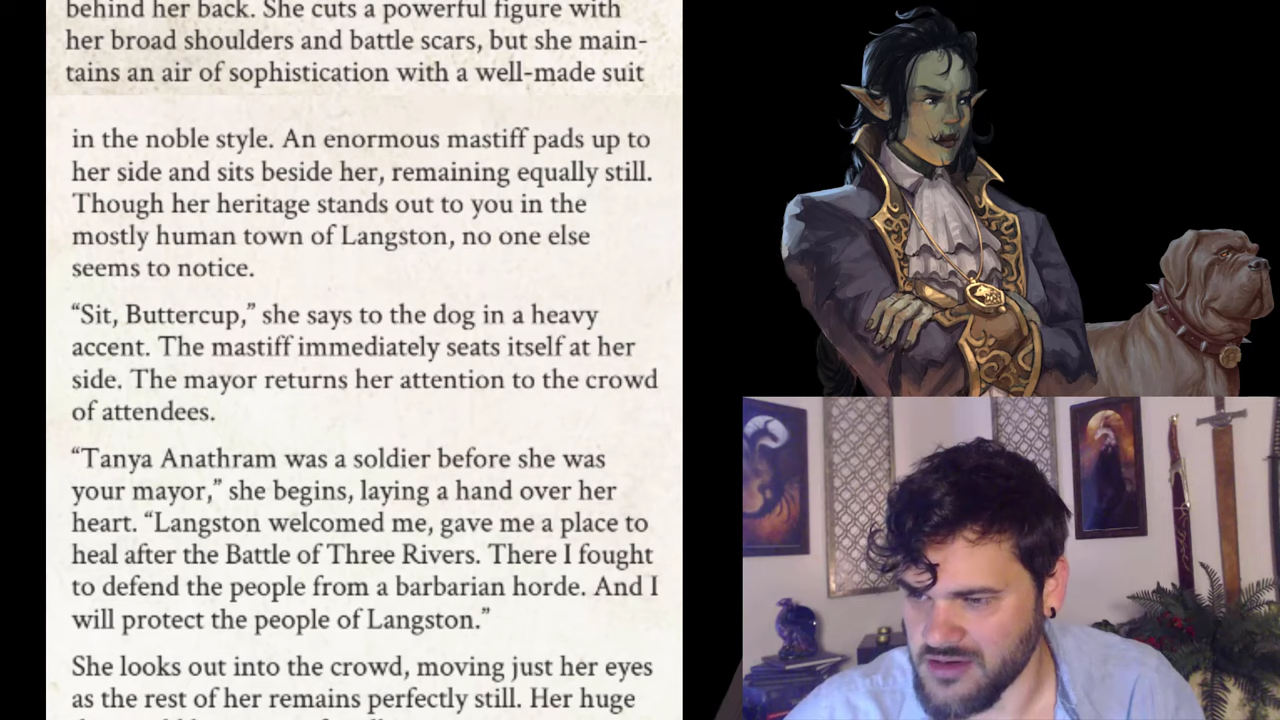 behind her back. She cuts a powerful figure with
her broad shoulders and battle scars, but she main-
tains an air of sophistication with a well-made suit
in the noble style. An enormous mastiff pads up to
her side and sits beside her, remaining equally still.
Though her heritage stands out to you in the
mostly human town of Langston, no one else
seems to notice.
“Sit, Buttercup,” she says to the dog in a heavy
accent. The mastiff immediately seats itself at her
side. The mayor returns her attention to the crowd
of attendees.
“Tanya Anathram was a soldier before she was
your mayor,” she begins, laying a hand over her
heart. “Langston welcomed me, gave me a place to
heal after the Battle of Three Rivers. There I fought
to defend the people from a barbarian horde. And I
will protect the people of Langston.”
She looks out into the crowd, moving just her eyes
as the rest of her remains perfectly still. Her huge